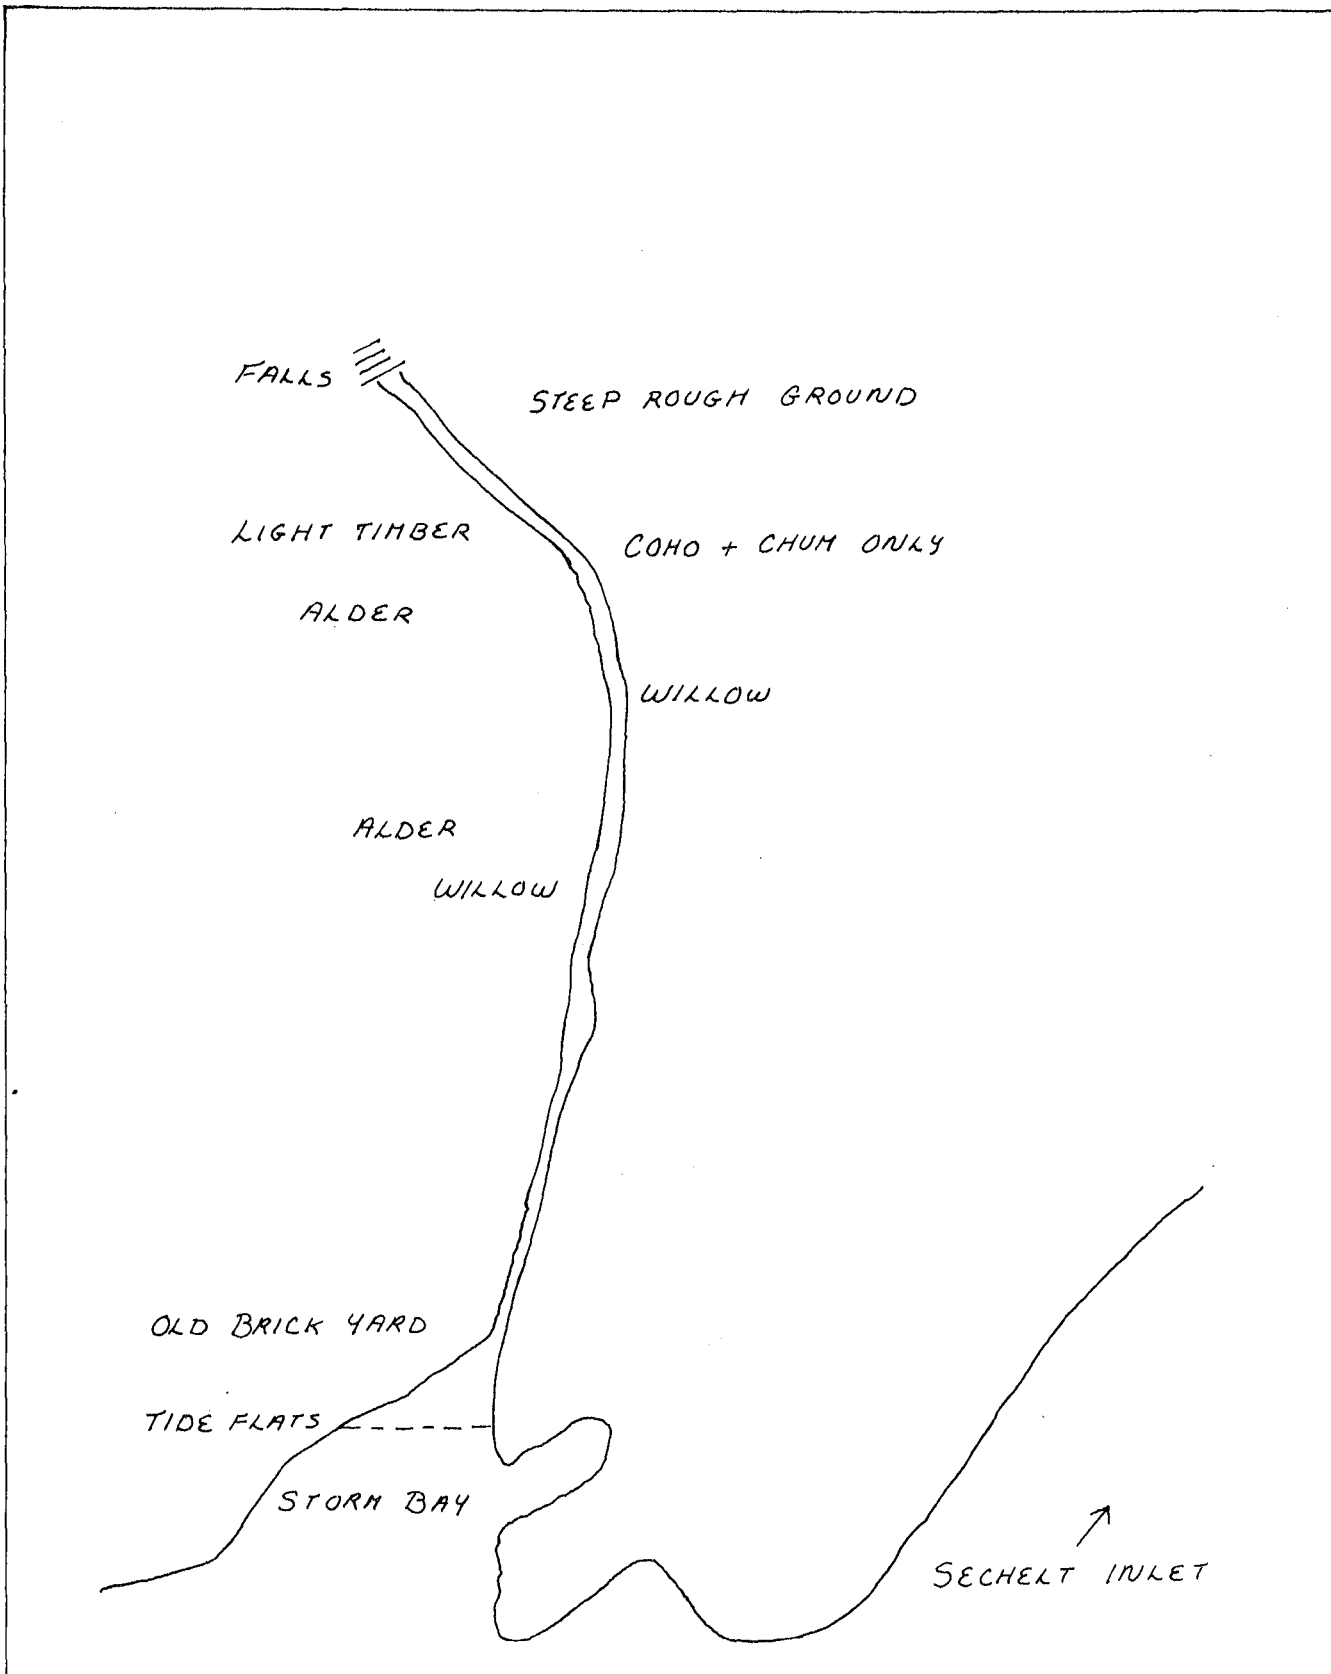 FALLS
STEEP ROUGH GROUND
LIGHT TIMBER
COHO + CHUM ONLY
ALDER
WILLOW
ALDER
WILLOW
OLD BRICK YARD
TIDE FLATS
STORM BAY
SECHELT INLET